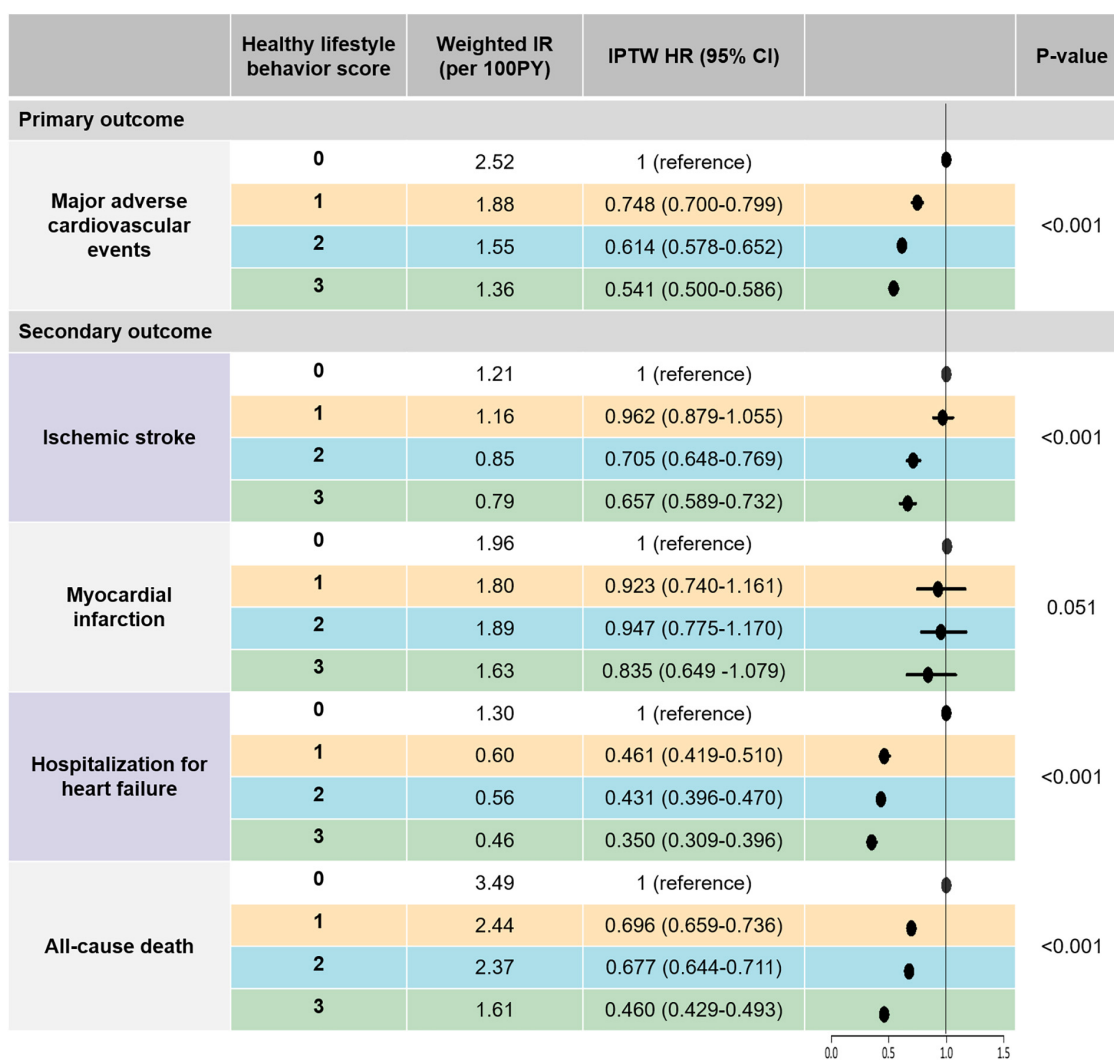 Healthy lifestyle behavior score Weighted IR (per 100PY) IPTW HR (95% CI) P-value
Primary outcome
Major adverse cardiovascular events <0.001
0 2.52 1 (reference)
1 1.88 0.748 (0.700-0.799)
2 1.55 0.614 (0.578-0.652)
3 1.36 0.541 (0.500-0.586)
Secondary outcome
Ischemic stroke <0.001
0 1.21 1 (reference)
1 1.16 0.962 (0.879-1.055)
2 0.85 0.705 (0.648-0.769)
3 0.79 0.657 (0.589-0.732)
Myocardial infarction 0.051
0 1.96 1 (reference)
1 1.80 0.923 (0.740-1.161)
2 1.89 0.947 (0.775-1.170)
3 1.63 0.835 (0.649 -1.079)
Hospitalization for heart failure <0.001
0 1.30 1 (reference)
1 0.60 0.461 (0.419-0.510)
2 0.56 0.431 (0.396-0.470)
3 0.46 0.350 (0.309-0.396)
All-cause death <0.001
0 3.49 1 (reference)
1 2.44 0.696 (0.659-0.736)
2 2.37 0.677 (0.644-0.711)
3 1.61 0.460 (0.429-0.493)
0.0 0.5 1.0 1.5